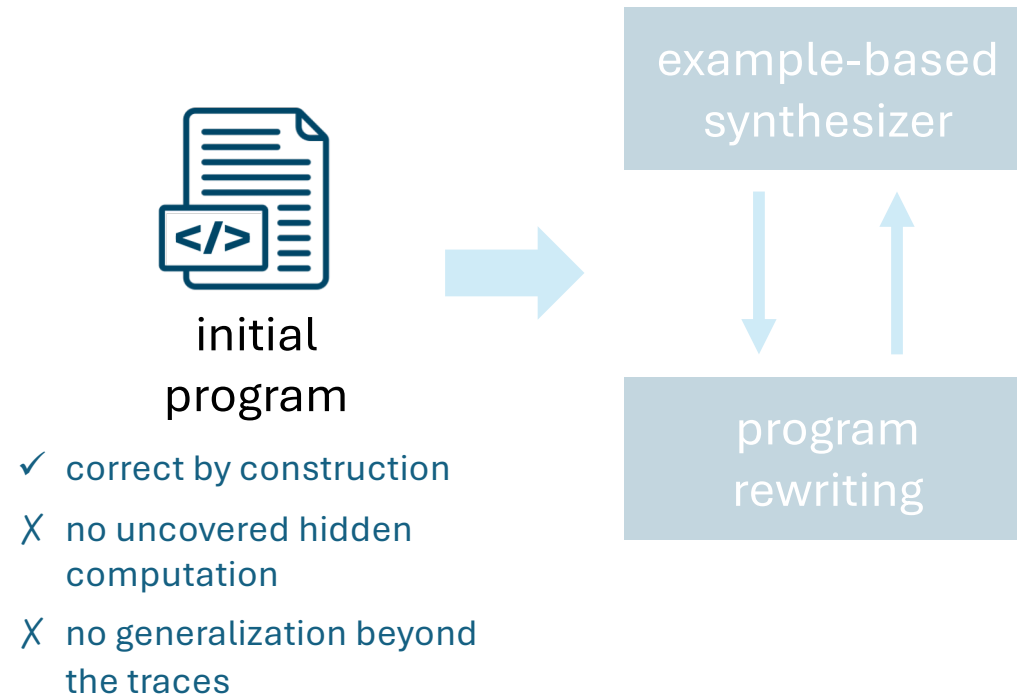 example-based
synthesizer
</>
initial
program
✓ correct by construction
✗ no uncovered hidden
computation
✗ no generalization beyond
the traces
program
rewriting